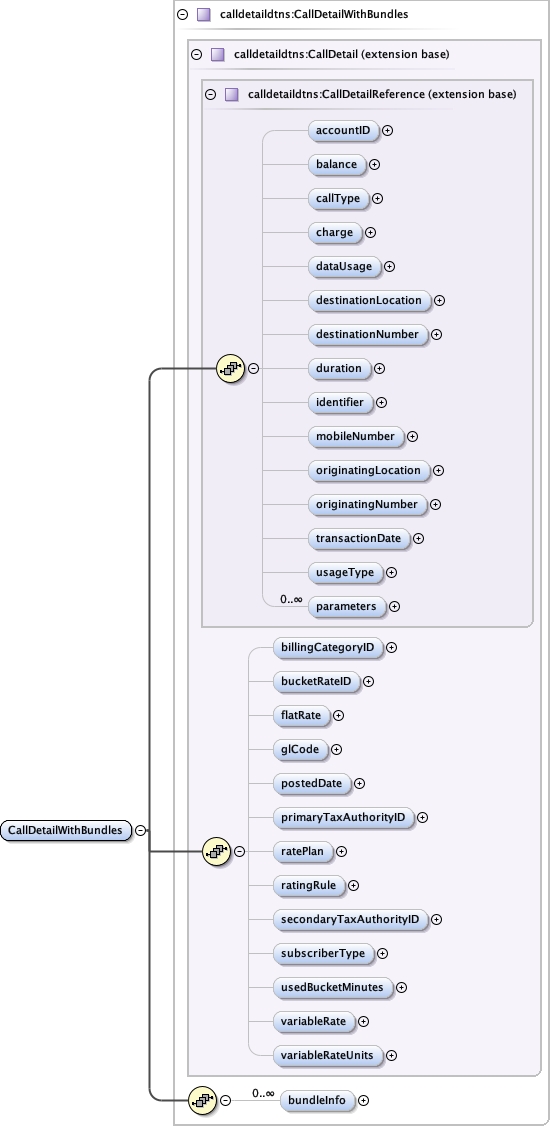 calldetaildtns:CallDetailWithBundles
calldetaildtns:CallDetail (extension base)
calldetaildtns:CallDetailReference (extension base)
accountID
balance
callType
charge
dataUsage
destinationLocation
destinationNumber
duration
identifier
mobileNumber
originatingLocation
originatingNumber
transactionDate
usageType
0..∞
parameters
billingCategoryID
bucketRateID
flatRate
glCode
postedDate
primaryTaxAuthorityID
CallDetailWithBundles
ratePlan
ratingRule
secondaryTaxAuthorityID
subscriberType
usedBucketMinutes
variableRate
variableRateUnits
0..∞
bundleInfo